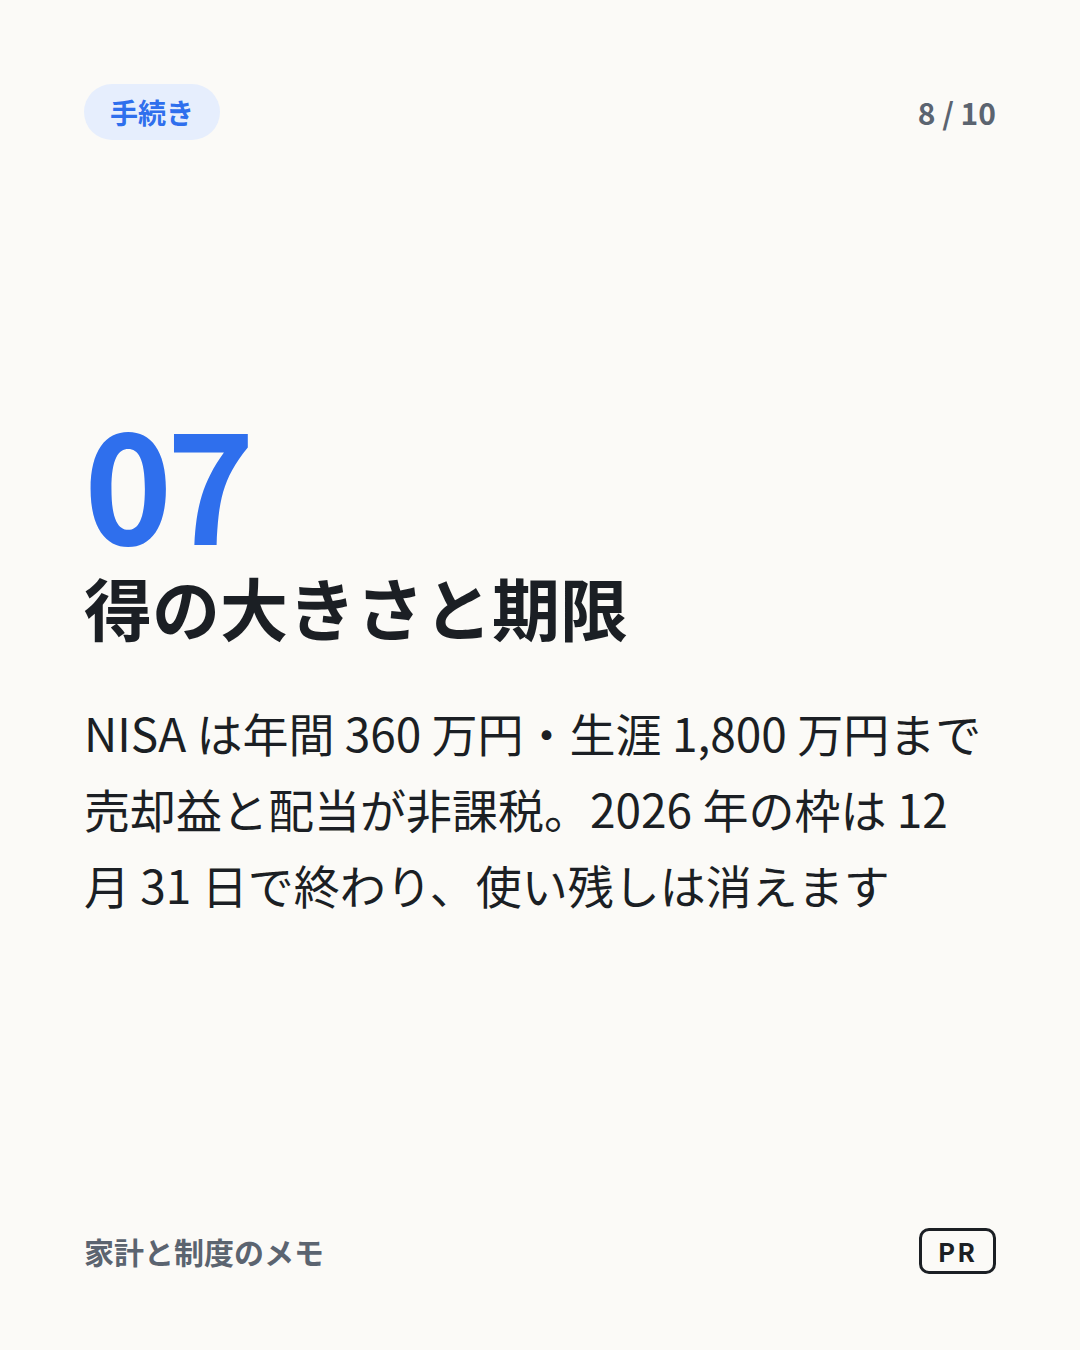 手続き
8 / 10
07
得の大きさと期限
NISA は年間 360 万円・生涯 1,800 万円まで
売却益と配当が非課税。2026 年の枠は 12
月 31 日で終わり、使い残しは消えます
家計と制度のメモ
PR